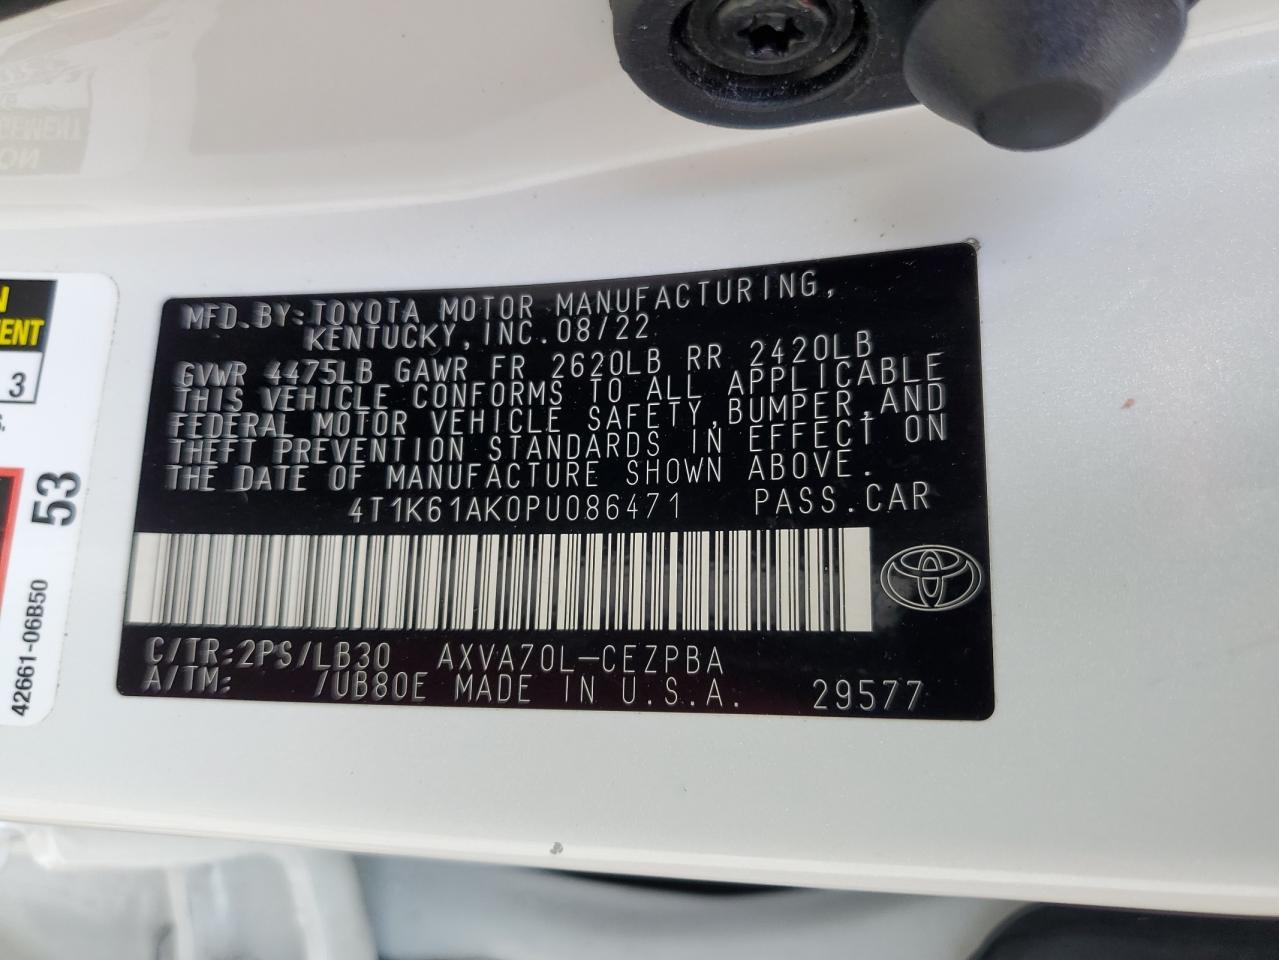 MFD. BY: TOYOTA MOTOR MANUFACTURING,
KENTUCKY, INC. 08/22
GVWR 4475LB GAWR FR 2620LB RR 2420LB
THIS VEHICLE CONFORMS TO ALL APPLICABLE
FEDERAL MOTOR VEHICLE SAFETY, BUMPER, AND
THEFT PREVENTION STANDARDS IN EFFECT ON
THE DATE OF MANUFACTURE SHOWN ABOVE.
4T1K61AK0PU086471 PASS. CAR
C/TR: 2PS/LB30 AXVA70L-CEZPBA
A/TM: /UB80E MADE IN U.S.A. 29577
3
53
42661-06B50